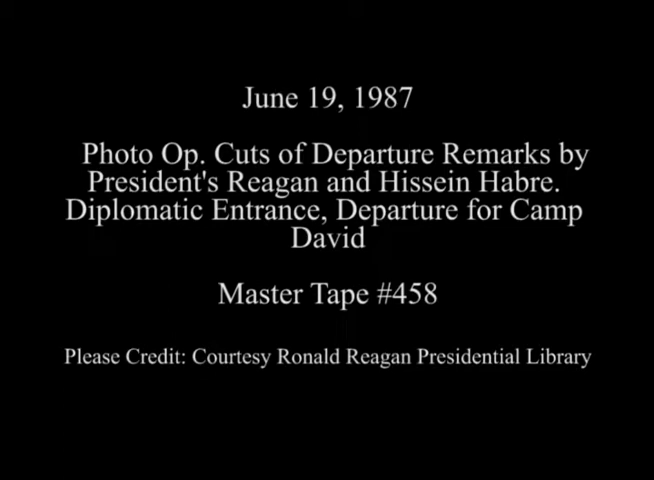 June 19, 1987
Photo Op. Cuts of Departure Remarks by
President's Reagan and Hissein Habre.
Diplomatic Entrance, Departure for Camp
David
Master Tape #458
Please Credit: Courtesy Ronald Reagan Presidential Library